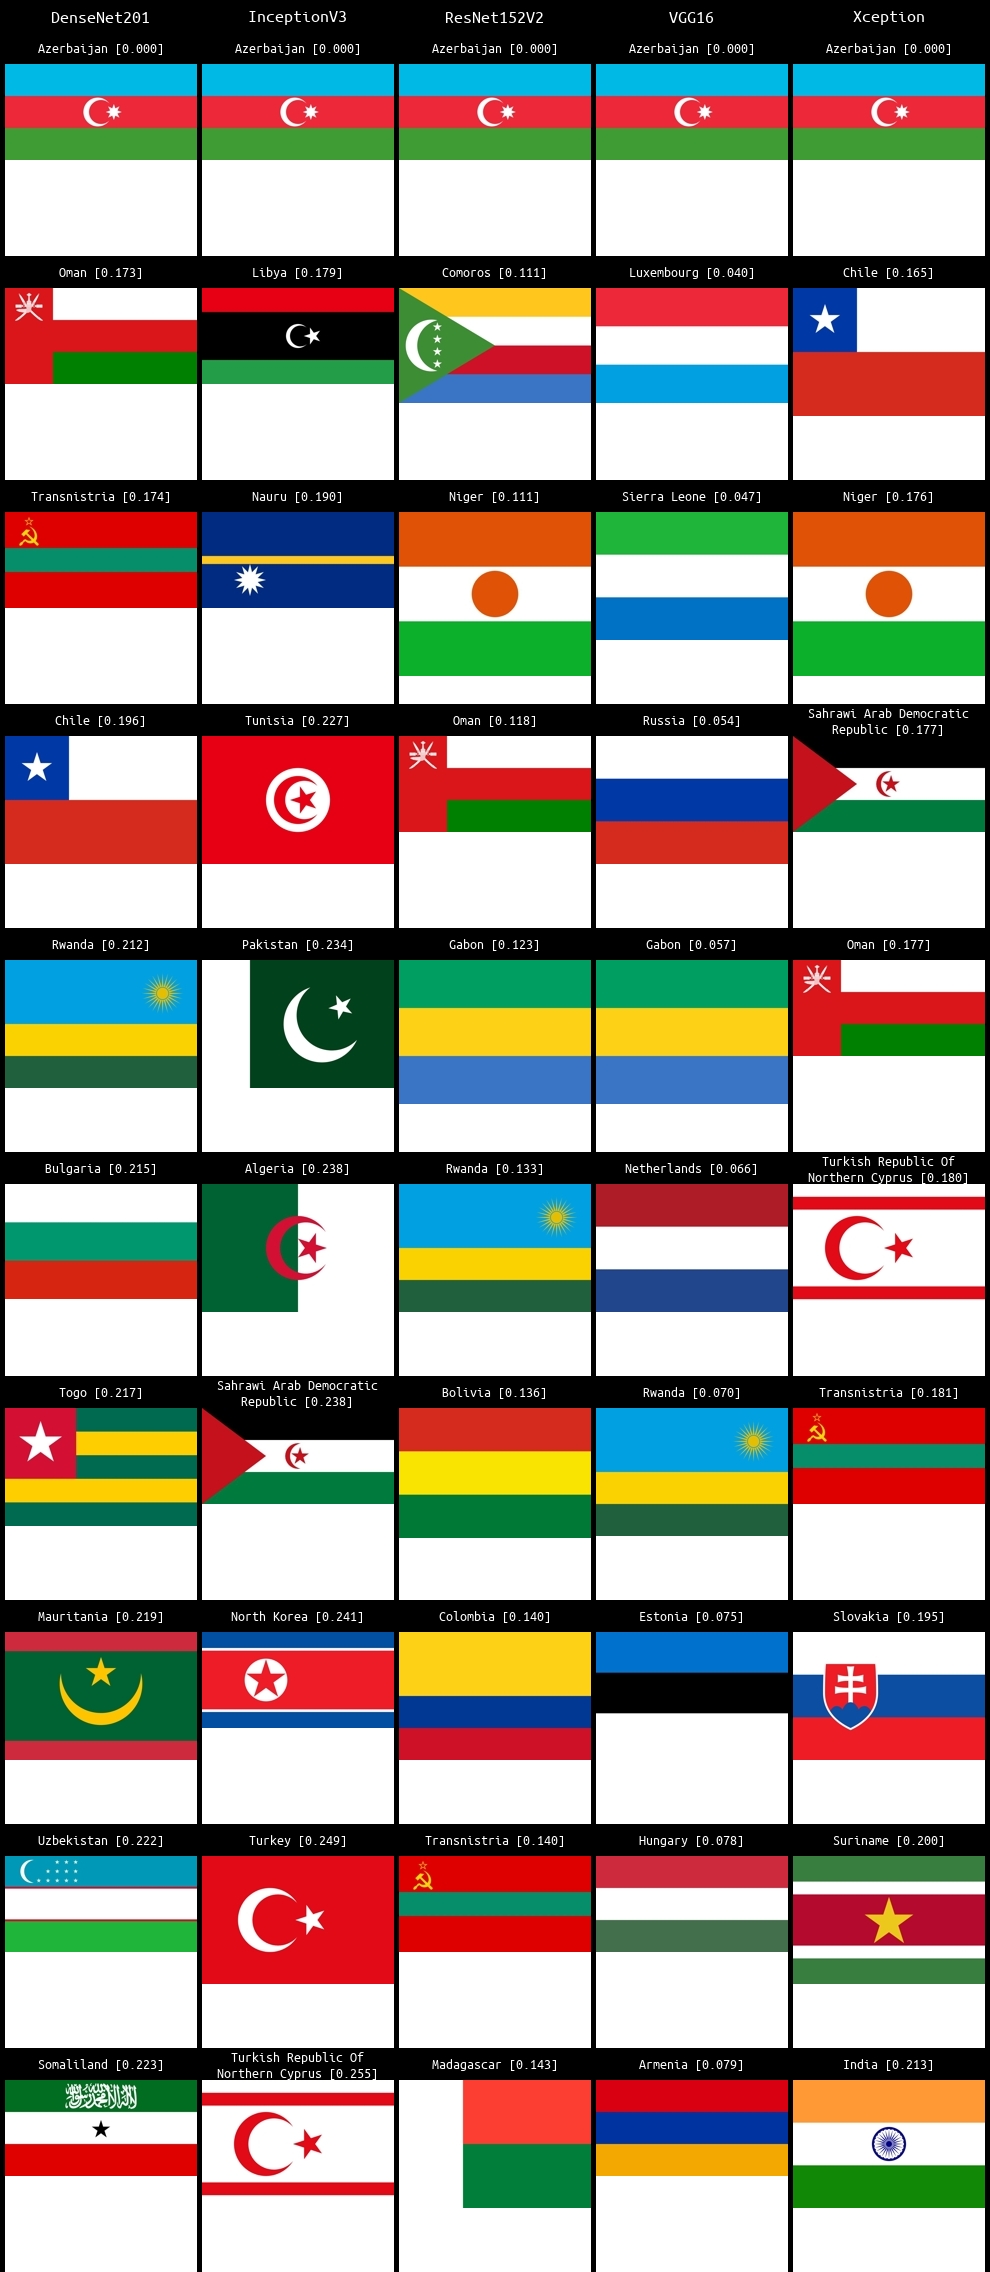 DenseNet201 InceptionV3 ResNet152V2 VGG16 Xception
Azerbaijan [0.000] Azerbaijan [0.000] Azerbaijan [0.000] Azerbaijan [0.000] Azerbaijan [0.000]
Oman [0.173] Libya [0.179] Comoros [0.111] Luxembourg [0.040] Chile [0.165]
Transnistria [0.174] Nauru [0.190] Niger [0.111] Sierra Leone [0.047] Niger [0.176]
Chile [0.196] Tunisia [0.227] Oman [0.118] Russia [0.054] Sahrawi Arab Democratic
Republic [0.177]
Rwanda [0.212] Pakistan [0.234] Gabon [0.123] Gabon [0.057] Oman [0.177]
Bulgaria [0.215] Algeria [0.238] Rwanda [0.133] Netherlands [0.066] Turkish Republic Of
Northern Cyprus [0.180]
Togo [0.217] Sahrawi Arab Democratic
Republic [0.238] Bolivia [0.136] Rwanda [0.070] Transnistria [0.181]
Mauritania [0.219] North Korea [0.241] Colombia [0.140] Estonia [0.075] Slovakia [0.195]
Uzbekistan [0.222] Turkey [0.249] Transnistria [0.140] Hungary [0.078] Suriname [0.200]
Somaliland [0.223] Turkish Republic Of
Northern Cyprus [0.255] Madagascar [0.143] Armenia [0.079] India [0.213]